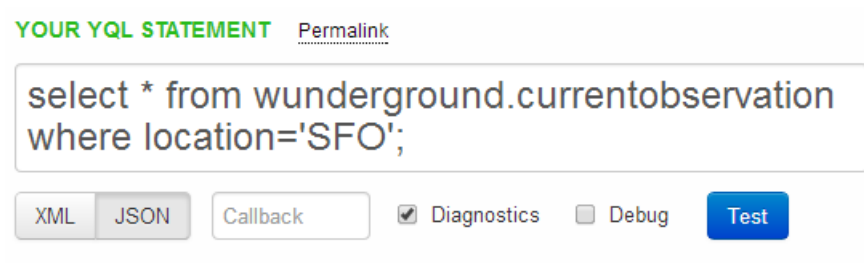 YOUR YQL STATEMENT Permalink
select * from wunderground.currentobservation
where location='SFO';
XML JSON Callback Diagnostics Debug Test